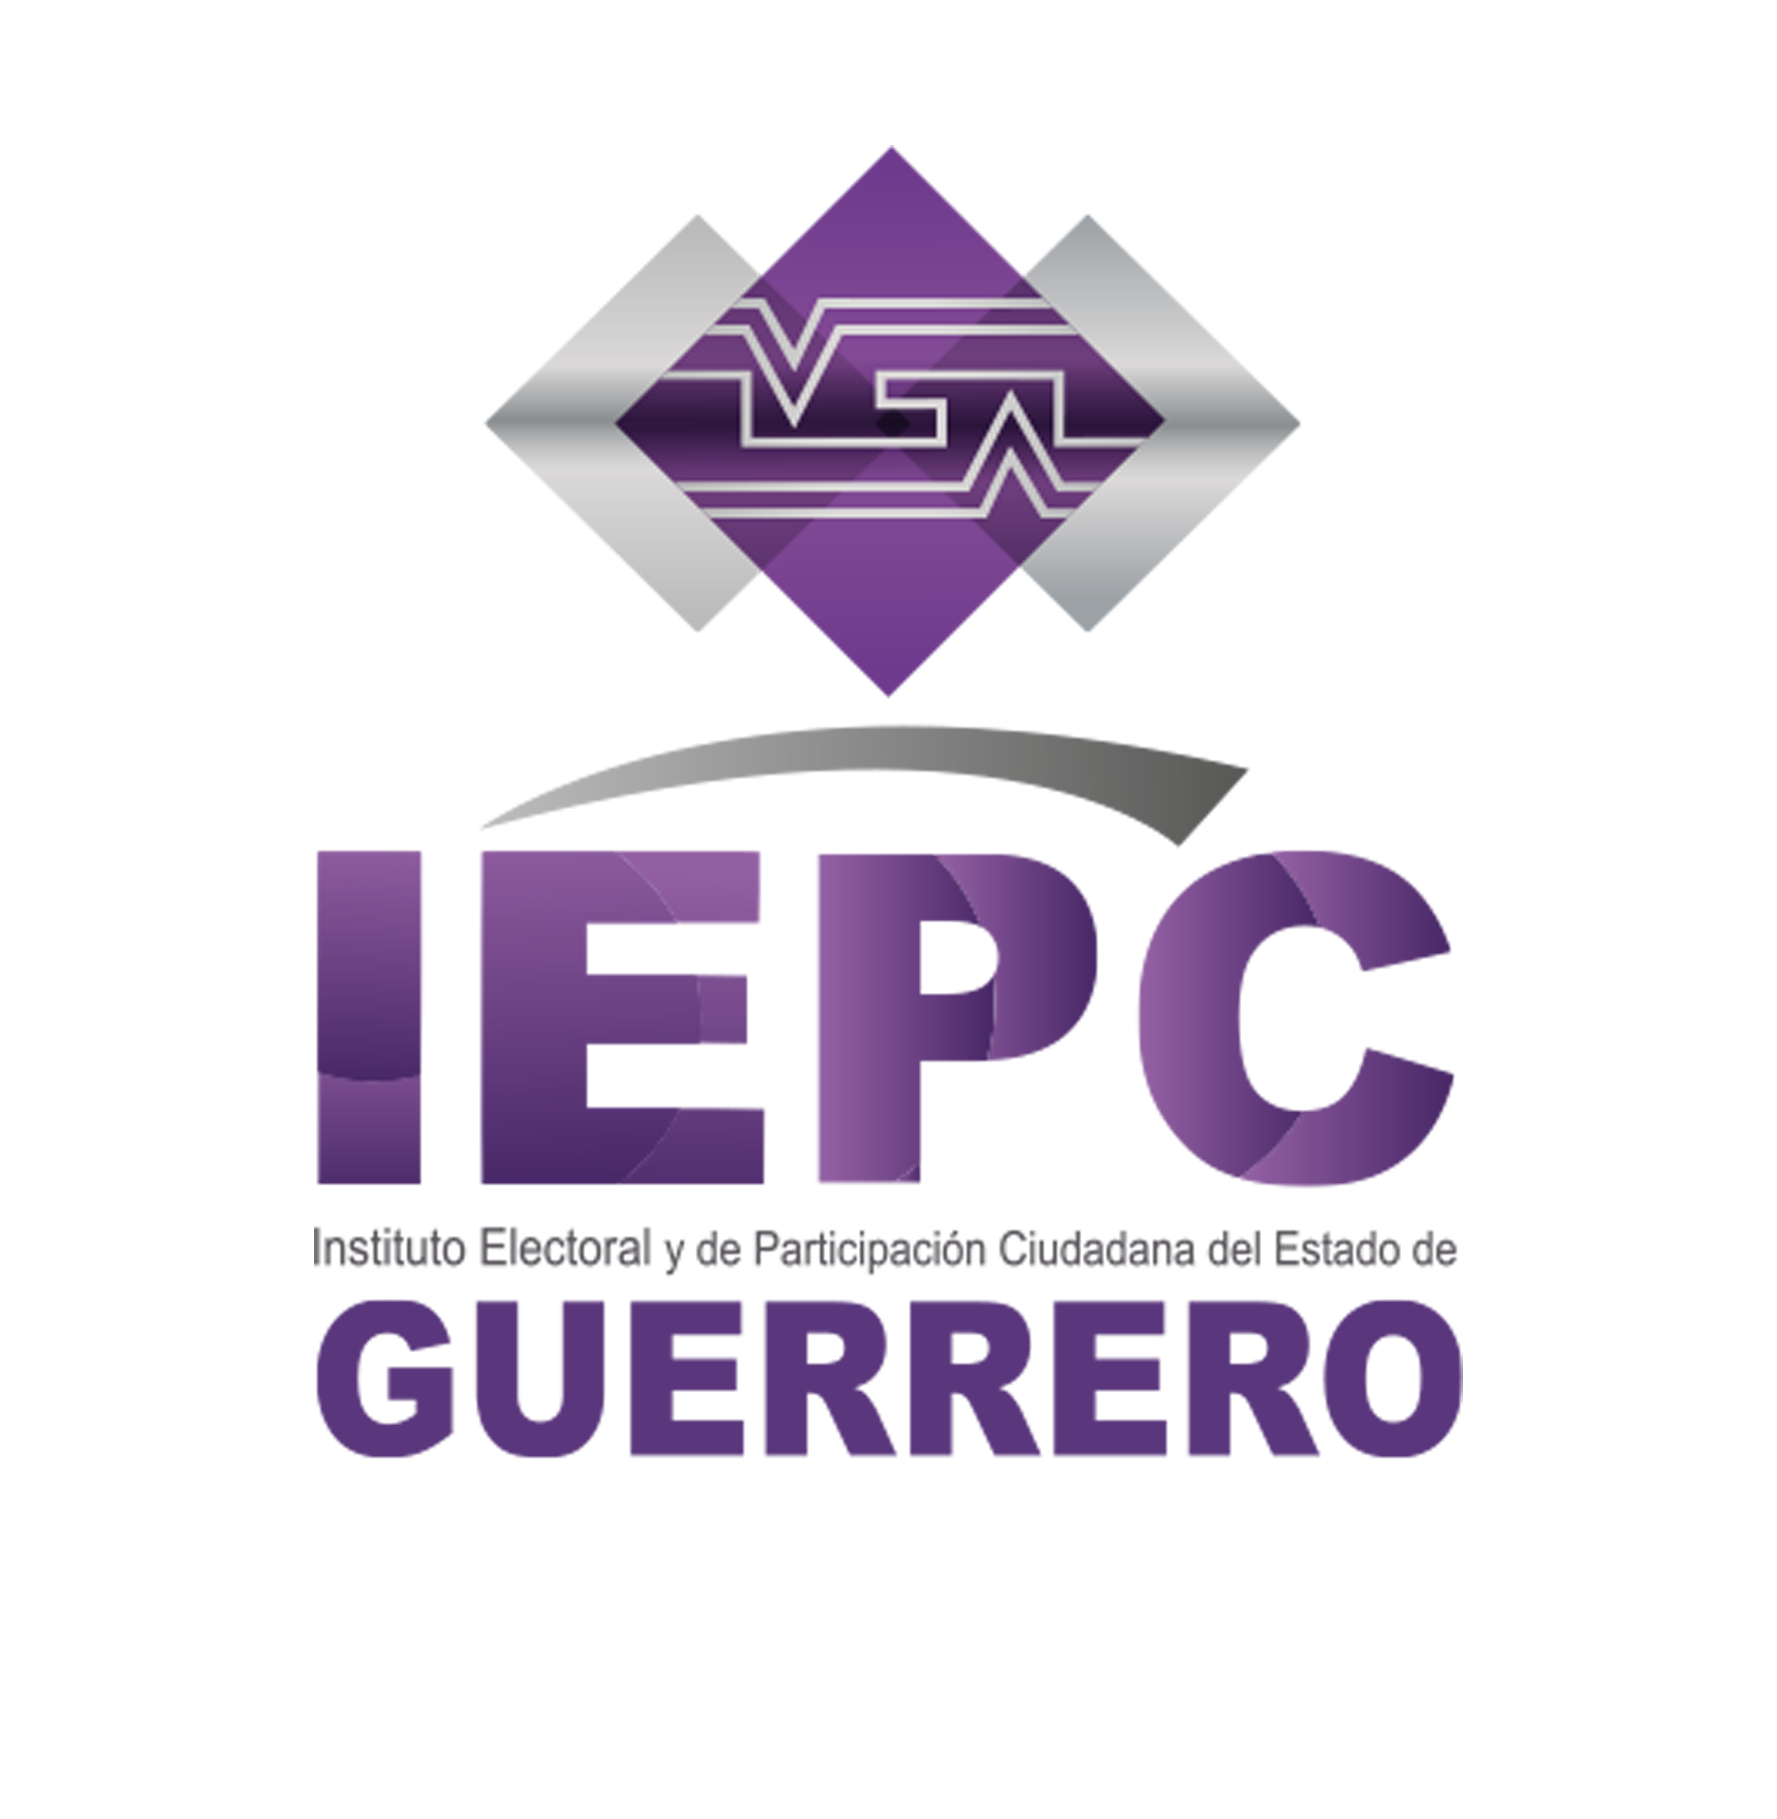 IEPC
Instituto Electoral y de Participación Ciudadana del Estado de
GUERRERO